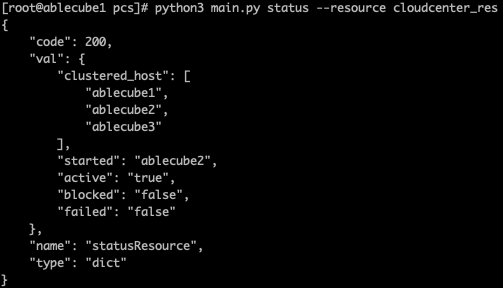 [root@ablecube1 pcs]# python3 main.py status --resource cloudcenter_res
{
    "code": 200,
    "val": {
        "clustered_host": [
            "ablecube1",
            "ablecube2",
            "ablecube3"
        ],
        "started": "ablecube2",
        "active": "true",
        "blocked": "false",
        "failed": "false"
    },
    "name": "statusResource",
    "type": "dict"
}